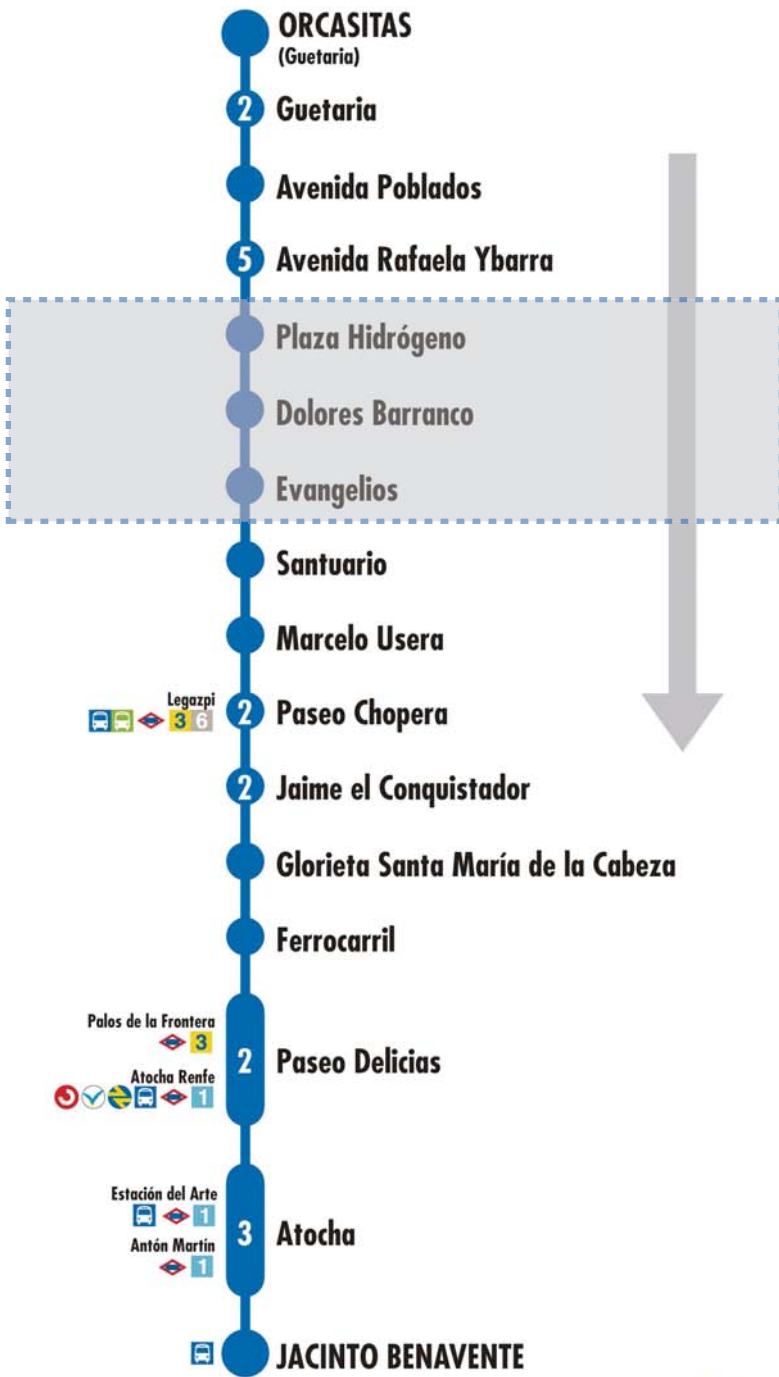 ORCASITAS
(Guetaria)
2 Guetaria
Avenida Poblados
5 Avenida Rafaela Ybarra
Plaza Hidrógeno
Dolores Barranco
Evangelios
Santuario
Marcelo Usera
Legazpi
3 6
2 Paseo Chopera
2 Jaime el Conquistador
Glorieta Santa María de la Cabeza
Ferrocarril
Palos de la Frontera
3
Atocha Renfe
1
2 Paseo Delicias
Estación del Arte
1
Antón Martín
1
3 Atocha
JACINTO BENAVENTE